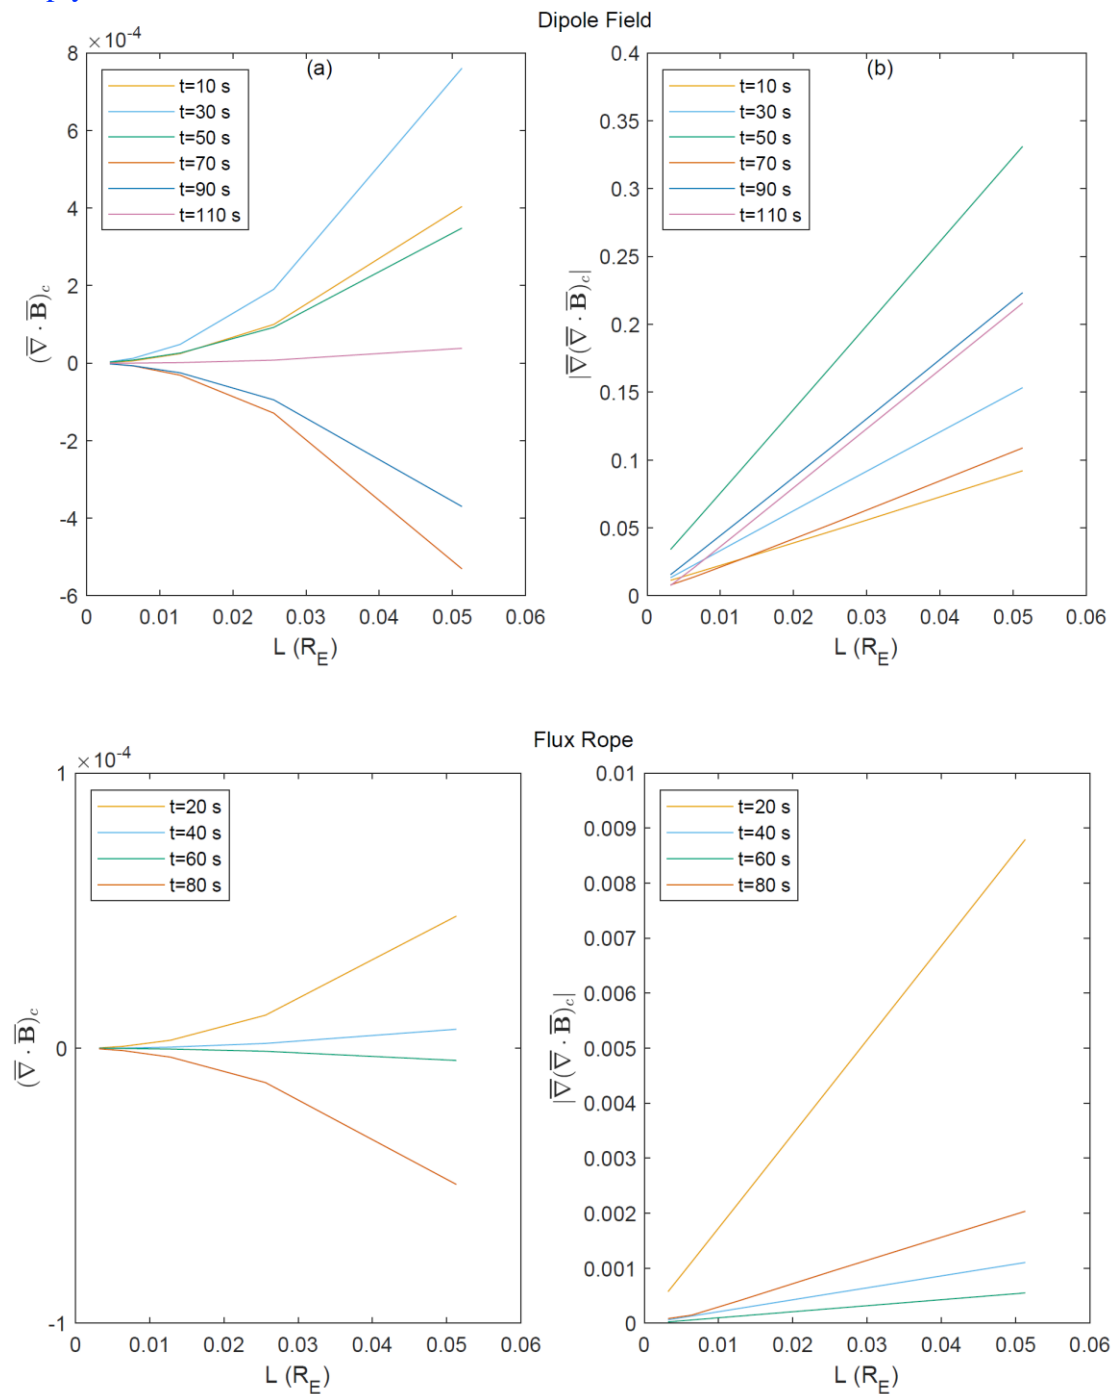 Dipole Field
×10⁻⁴
(a)
t=10 s
t=30 s
t=50 s
t=70 s
t=90 s
t=110 s
8
6
4
2
0
-2
-4
-6
(∇̅ · B̅)c
0 0.01 0.02 0.03 0.04 0.05 0.06
L (R_E)
(b)
t=10 s
t=30 s
t=50 s
t=70 s
t=90 s
t=110 s
0.4
0.35
0.3
0.25
0.2
0.15
0.1
0.05
0
|∇̅(∇̅ · B̅)c|
0 0.01 0.02 0.03 0.04 0.05 0.06
L (R_E)
Flux Rope
×10⁻⁴
t=20 s
t=40 s
t=60 s
t=80 s
1
0
-1
(∇̅ · B̅)c
0 0.01 0.02 0.03 0.04 0.05 0.06
L (R_E)
t=20 s
t=40 s
t=60 s
t=80 s
0.01
0.009
0.008
0.007
0.006
0.005
0.004
0.003
0.002
0.001
0
|∇̅(∇̅ · B̅)c|
0 0.01 0.02 0.03 0.04 0.05 0.06
L (R_E)